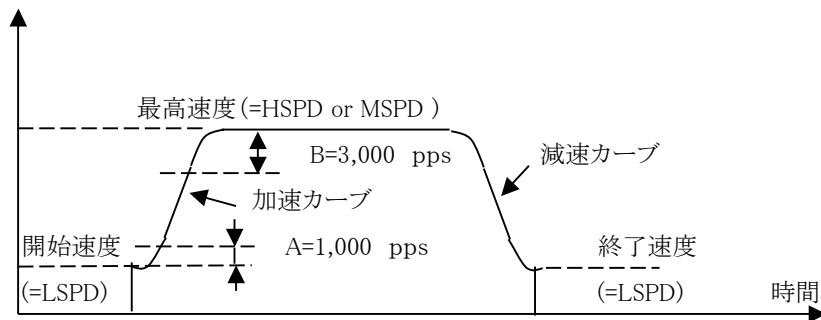 最高速度(=HSPD or MSPD )
B=3,000 pps
減速カーブ
加速カーブ
開始速度
A=1,000 pps
終了速度
(=LSPD)
(=LSPD)
時間